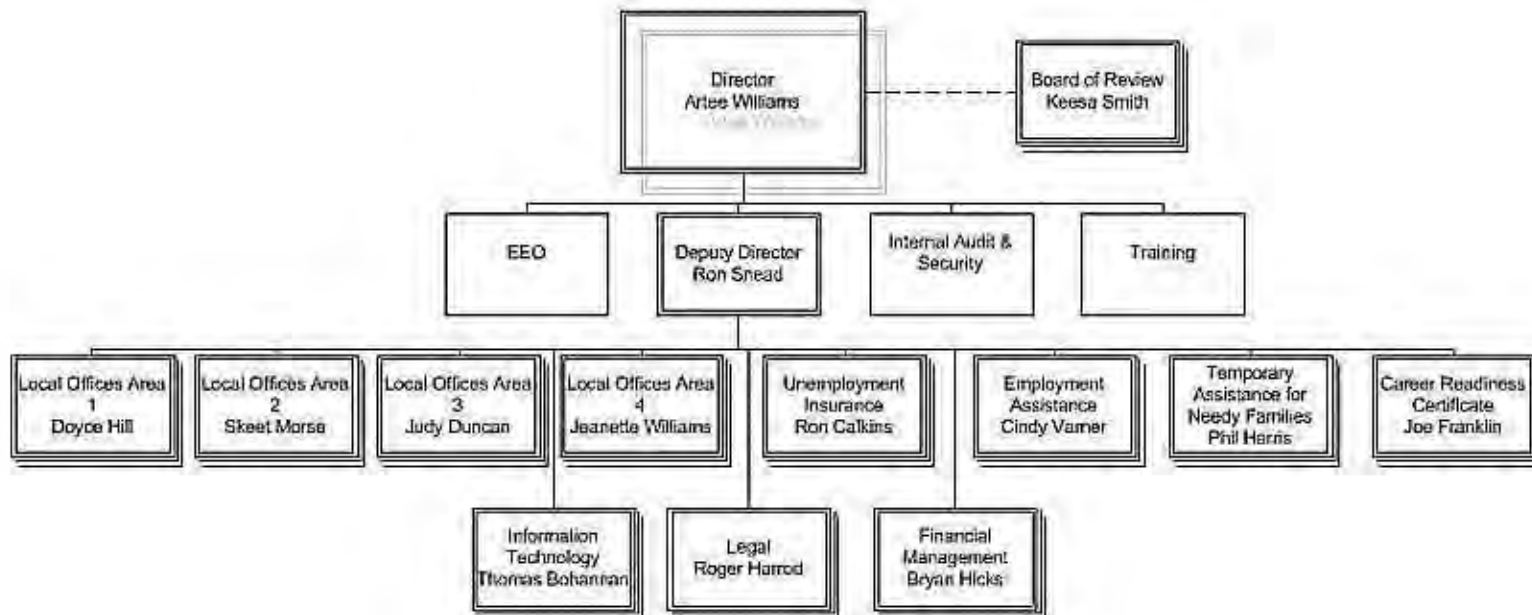 Director
Artee Williams
Board of Review
Keesa Smith
EEO
Deputy Director
Ron Snead
Internal Audit &
Security
Training
Local Offices Area
1
Doyce Hill
Local Offices Area
2
Skeet Morse
Local Offices Area
3
Judy Duncan
Local Offices Area
4
Jeanette Williams
Unemployment
Insurance
Ron Calkins
Employment
Assistance
Cindy Varner
Temporary
Assistance for
Needy Families
Phil Harris
Career Readiness
Certificate
Joe Franklin
Information
Technology
Thomas Bohannan
Legal
Roger Harrod
Financial
Management
Bryan Hicks